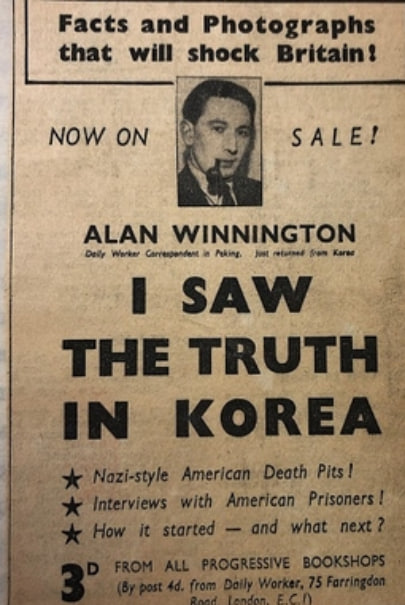 Facts and Photographs
that will shock Britain!
NOW ON SALE!
ALAN WINNINGTON
Daily Worker Correspondent in Peking. Just returned from Korea
I SAW
THE TRUTH
IN KOREA
★ Nazi-style American Death Pits!
★ Interviews with American Prisoners!
★ How it started — and what next?
3D FROM ALL PROGRESSIVE BOOKSHOPS
(By post 4d. from Daily Worker, 75 Farringdon
Road, London, E.C.1)